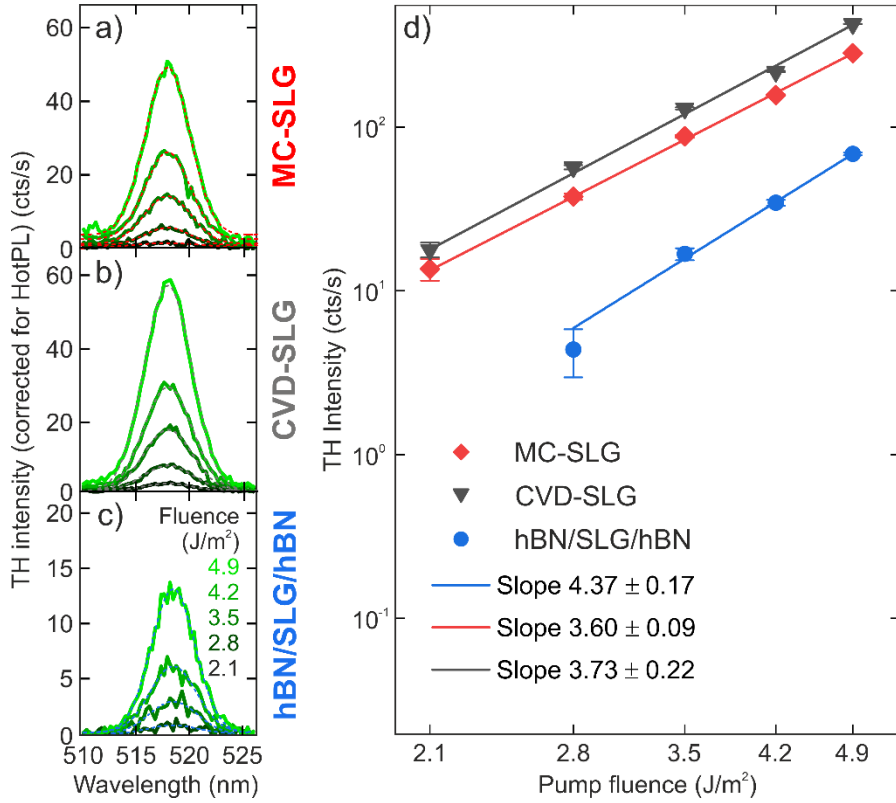 a)
60
40
20
0
MC-SLG
b)
60
40
20
0
CVD-SLG
c)
Fluence
(J/m²)
4.9
4.2
3.5
2.8
2.1
20
15
10
5
0
hBN/SLG/hBN
510 515 520 525
Wavelength (nm)
TH intensity (corrected for HotPL) (cts/s)
d)
10²
10¹
10⁰
10⁻¹
TH Intensity (cts/s)
MC-SLG
CVD-SLG
hBN/SLG/hBN
Slope 4.37 ± 0.17
Slope 3.60 ± 0.09
Slope 3.73 ± 0.22
2.1 2.8 3.5 4.2 4.9
Pump fluence (J/m²)